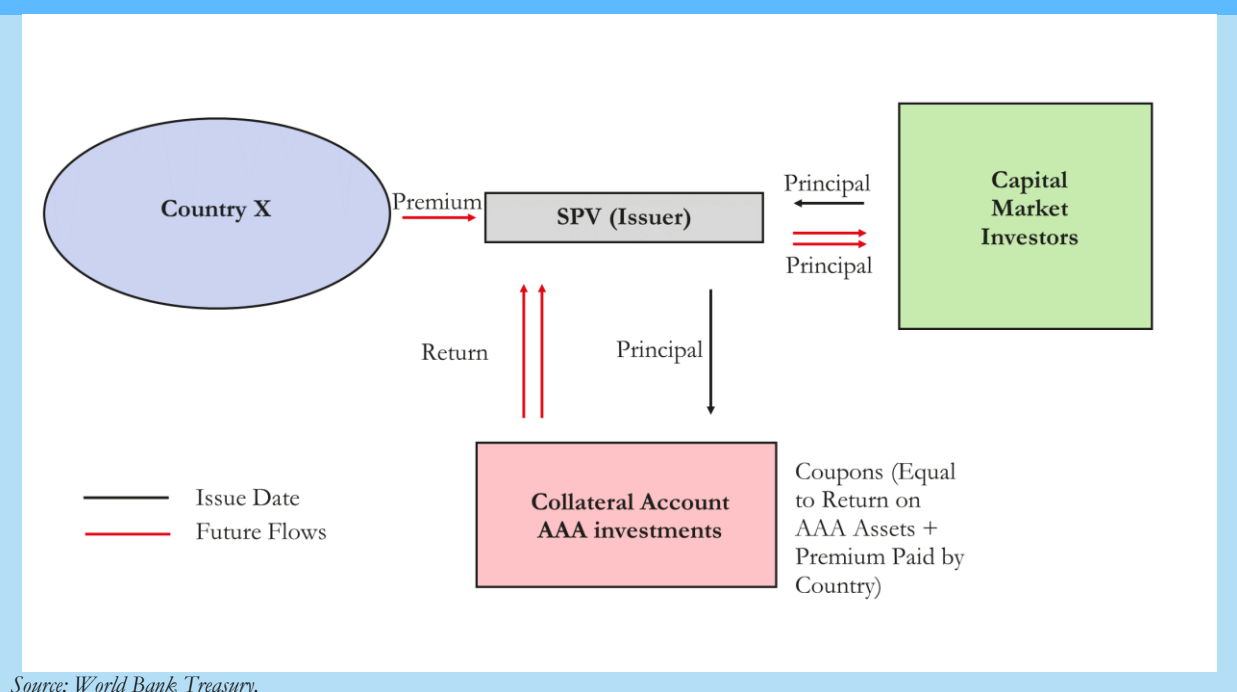 Country X
Premium
SPV (Issuer)
Principal
Principal
Capital
Market
Investors
Return
Principal
Issue Date
Future Flows
Collateral Account
AAA investments
Coupons (Equal
to Return on
AAA Assets +
Premium Paid by
Country)
Source: World Bank Treasury.